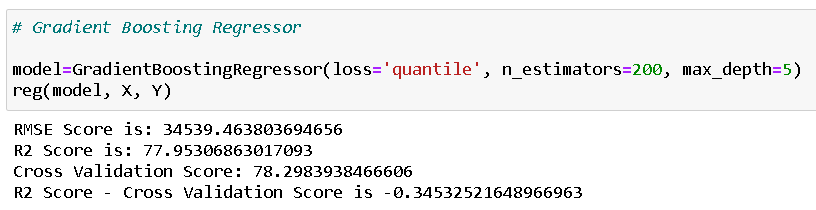 # Gradient Boosting Regressor
model=GradientBoostingRegressor(loss='quantile', n_estimators=200, max_depth=5)
reg(model, X, Y)
RMSE Score is: 34539.463803694656
R2 Score is: 77.95306863017093
Cross Validation Score: 78.2983938466606
R2 Score - Cross Validation Score is -0.34532521648966963